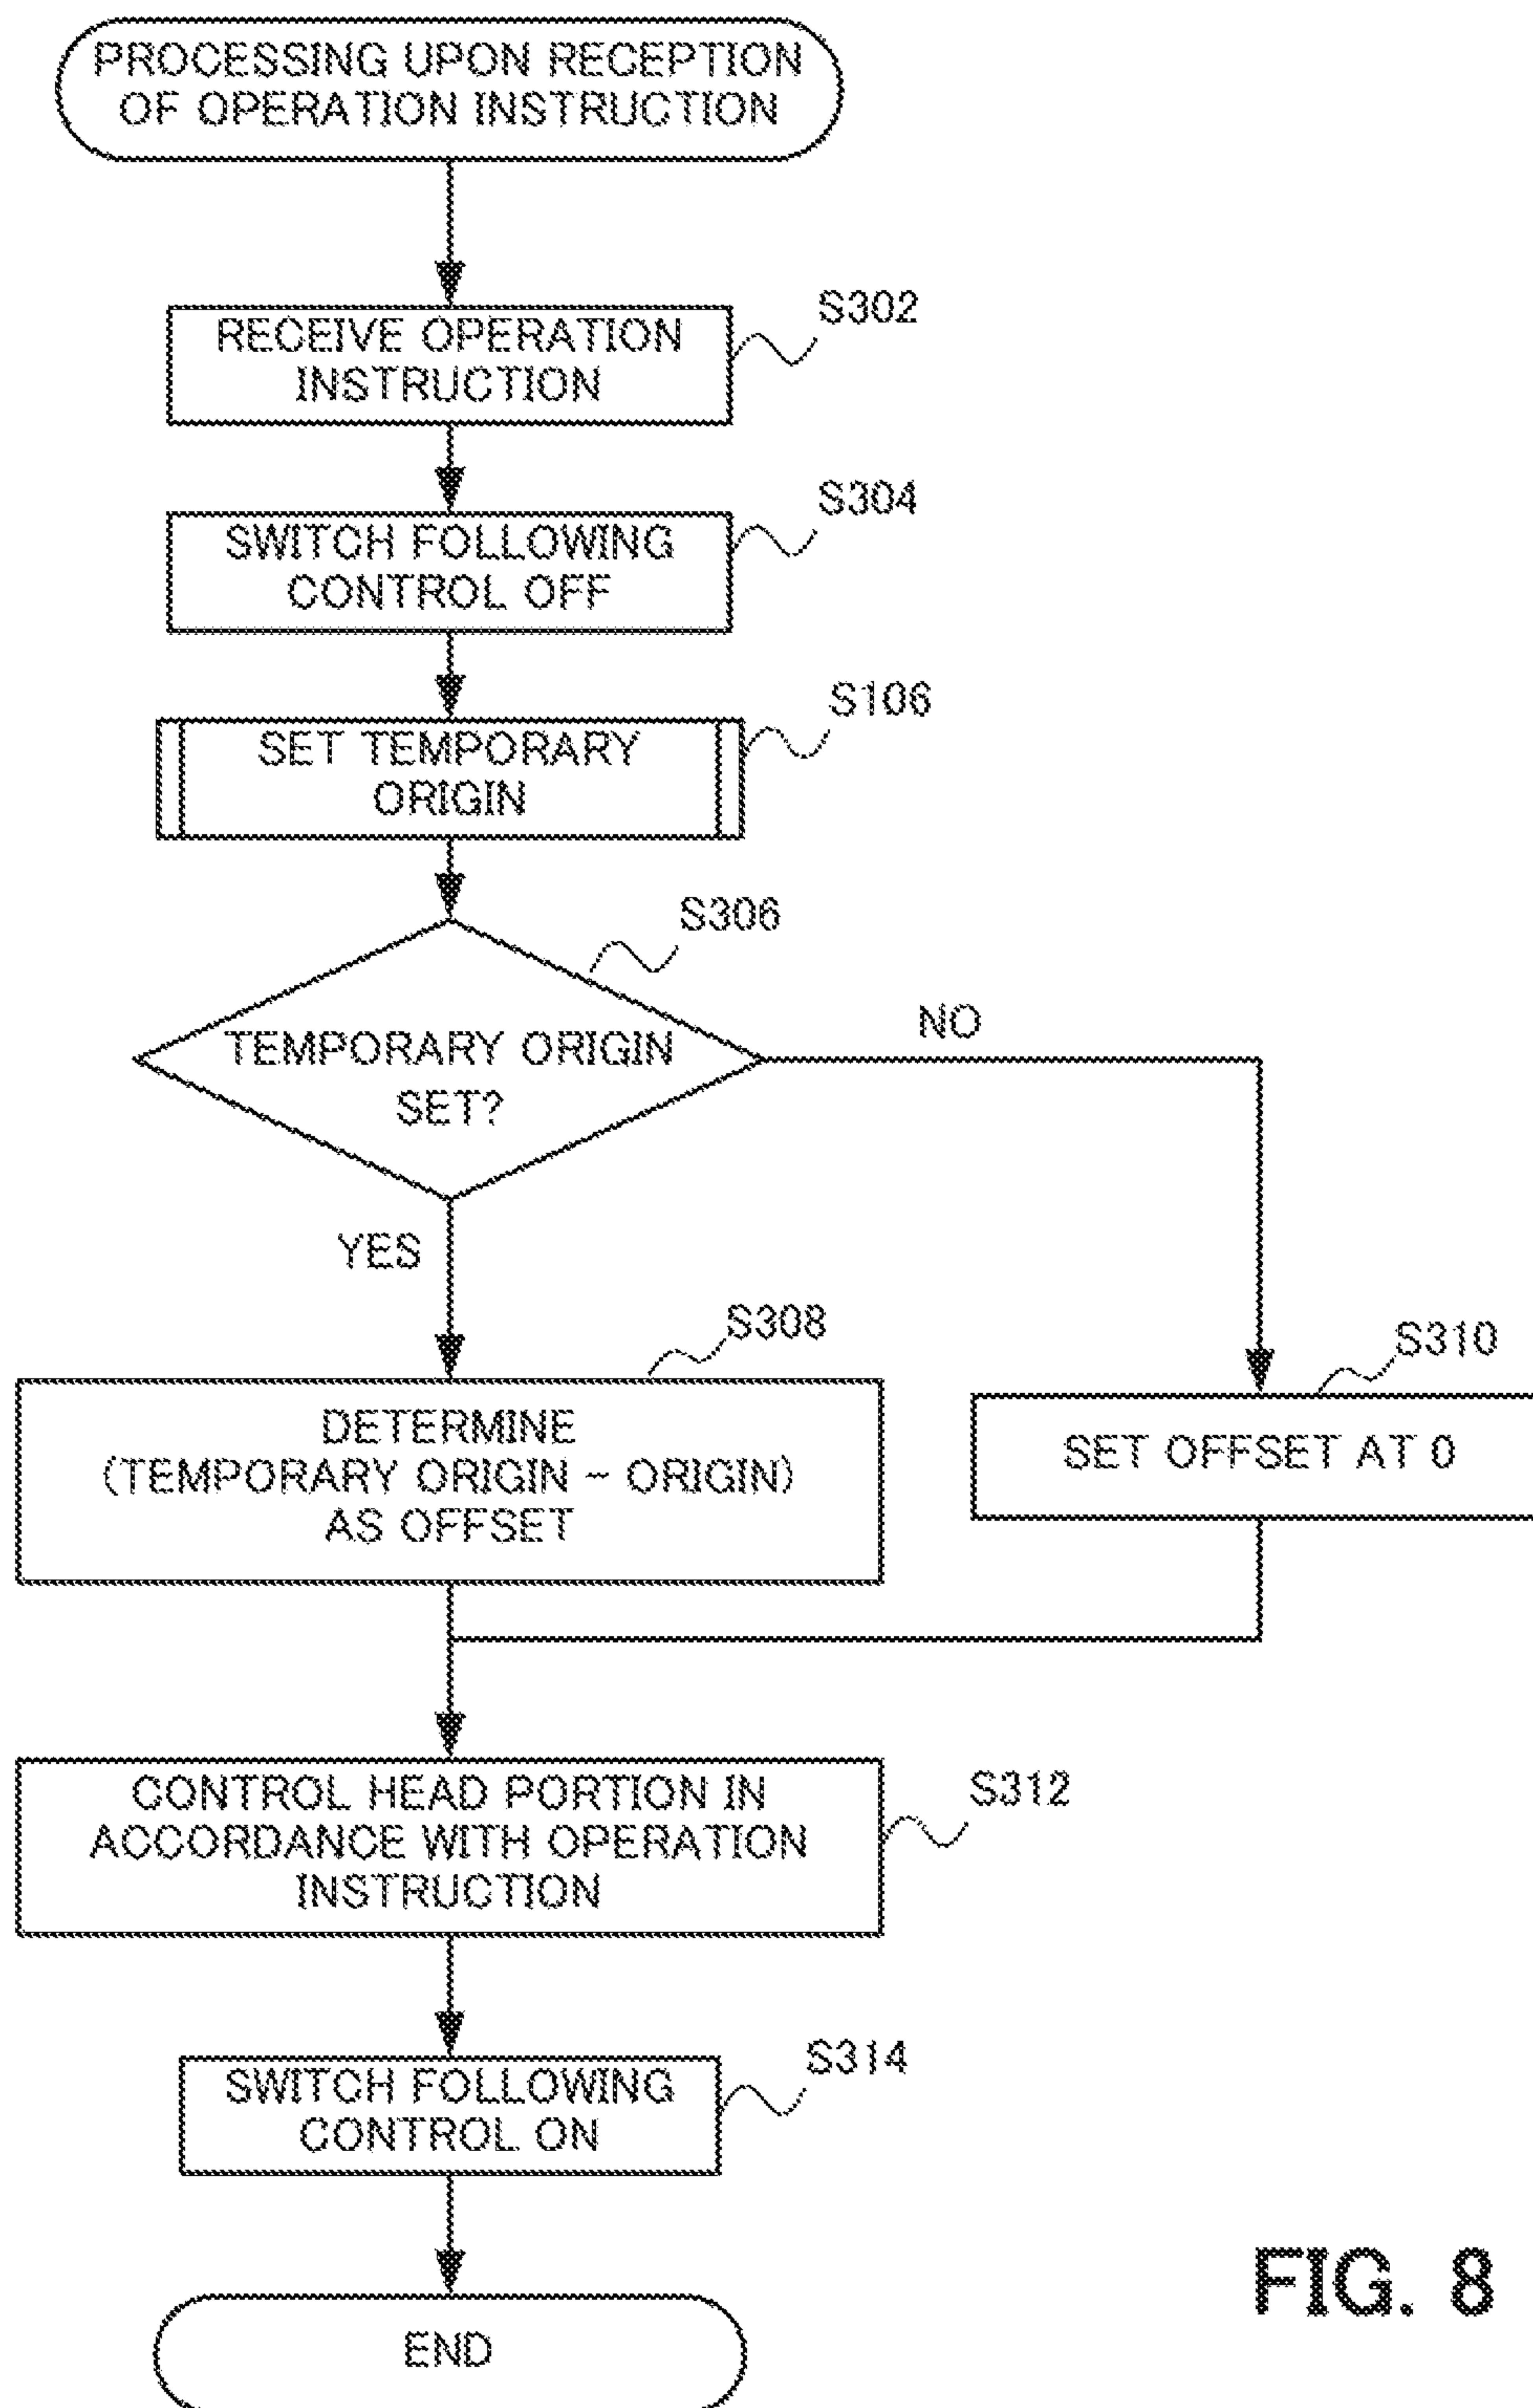 PROCESSING UPON RECEPTION
OF OPERATION INSTRUCTION
S302
RECEIVE OPERATION
INSTRUCTION
S304
SWITCH FOLLOWING
CONTROL OFF
S106
SET TEMPORARY
ORIGIN
S306
TEMPORARY ORIGIN
SET?
NO
YES
S308
DETERMINE
(TEMPORARY ORIGIN - ORIGIN)
AS OFFSET
S310
SET OFFSET AT 0
S312
CONTROL HEAD PORTION IN
ACCORDANCE WITH OPERATION
INSTRUCTION
S314
SWITCH FOLLOWING
CONTROL ON
END
FIG. 8